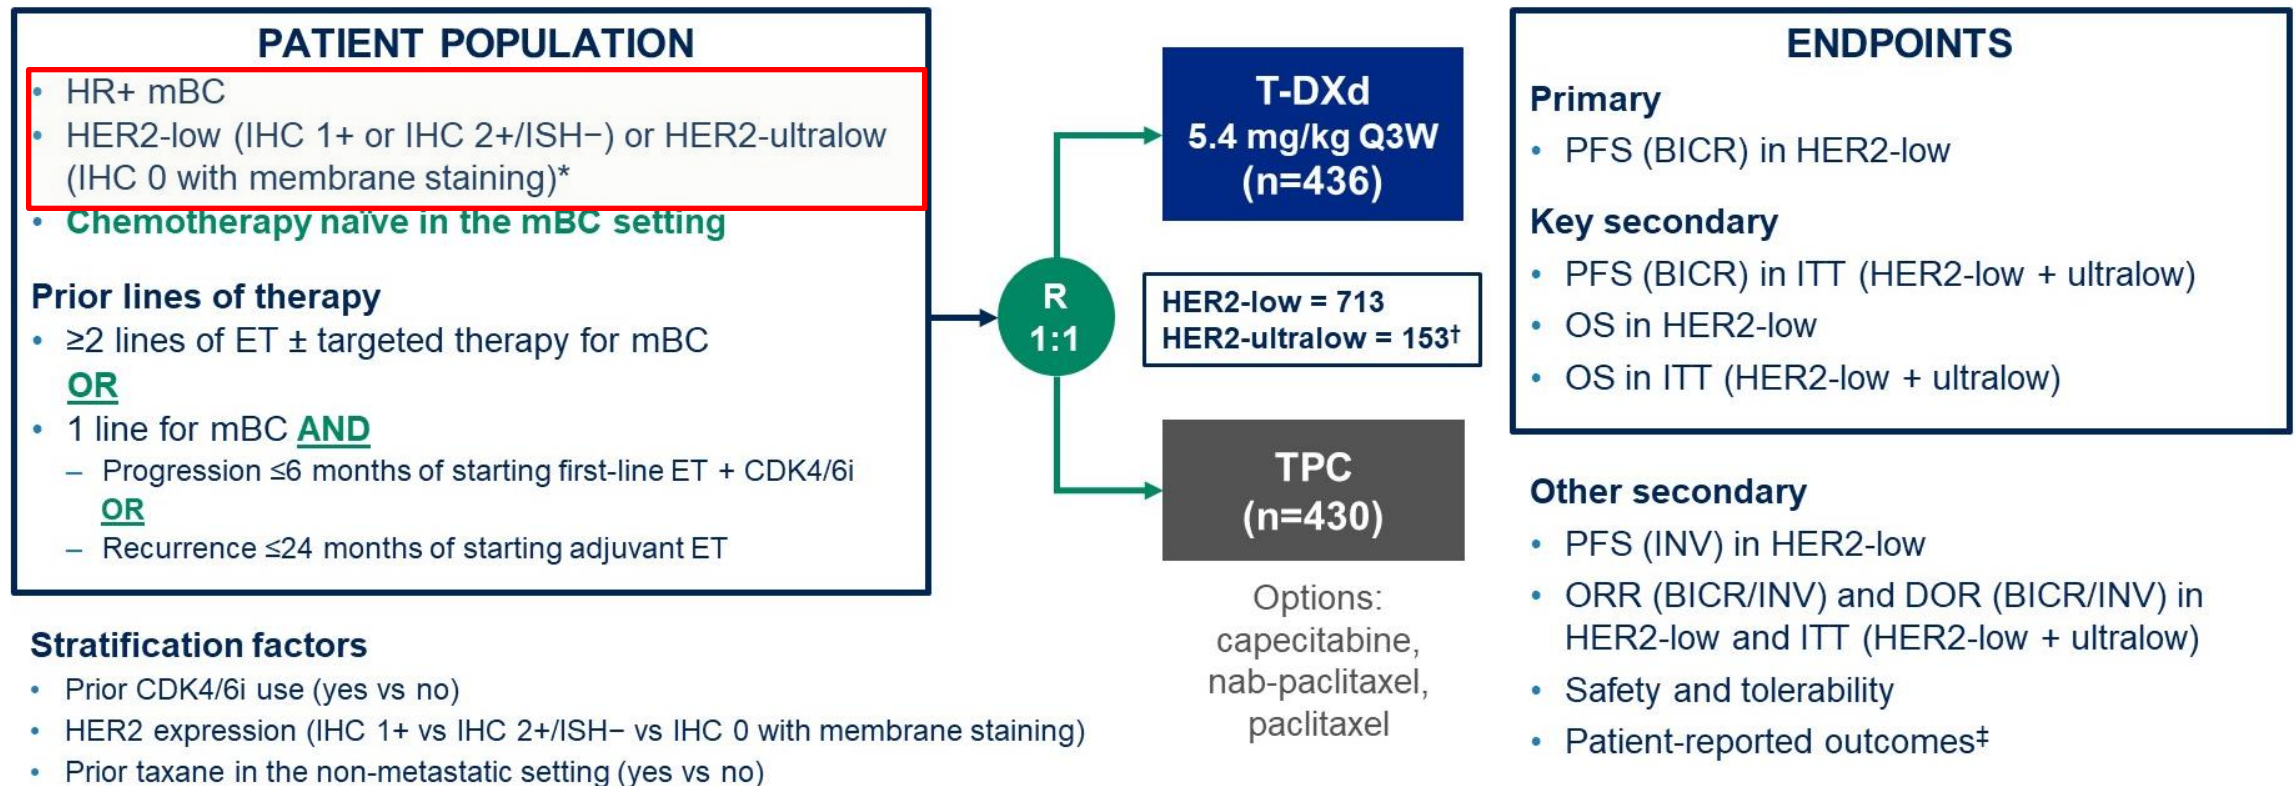 PATIENT POPULATION
• HR+ mBC
• HER2-low (IHC 1+ or IHC 2+/ISH−) or HER2-ultralow
(IHC 0 with membrane staining)*
• Chemotherapy naïve in the mBC setting
Prior lines of therapy
• ≥2 lines of ET ± targeted therapy for mBC
OR
• 1 line for mBC AND
– Progression ≤6 months of starting first-line ET + CDK4/6i
OR
– Recurrence ≤24 months of starting adjuvant ET
Stratification factors
• Prior CDK4/6i use (yes vs no)
• HER2 expression (IHC 1+ vs IHC 2+/ISH− vs IHC 0 with membrane staining)
• Prior taxane in the non-metastatic setting (yes vs no)
R
1:1
T-DXd
5.4 mg/kg Q3W
(n=436)
HER2-low = 713
HER2-ultralow = 153†
TPC
(n=430)
Options:
capecitabine,
nab-paclitaxel,
paclitaxel
ENDPOINTS
Primary
• PFS (BICR) in HER2-low
Key secondary
• PFS (BICR) in ITT (HER2-low + ultralow)
• OS in HER2-low
• OS in ITT (HER2-low + ultralow)
Other secondary
• PFS (INV) in HER2-low
• ORR (BICR/INV) and DOR (BICR/INV) in
HER2-low and ITT (HER2-low + ultralow)
• Safety and tolerability
• Patient-reported outcomes‡